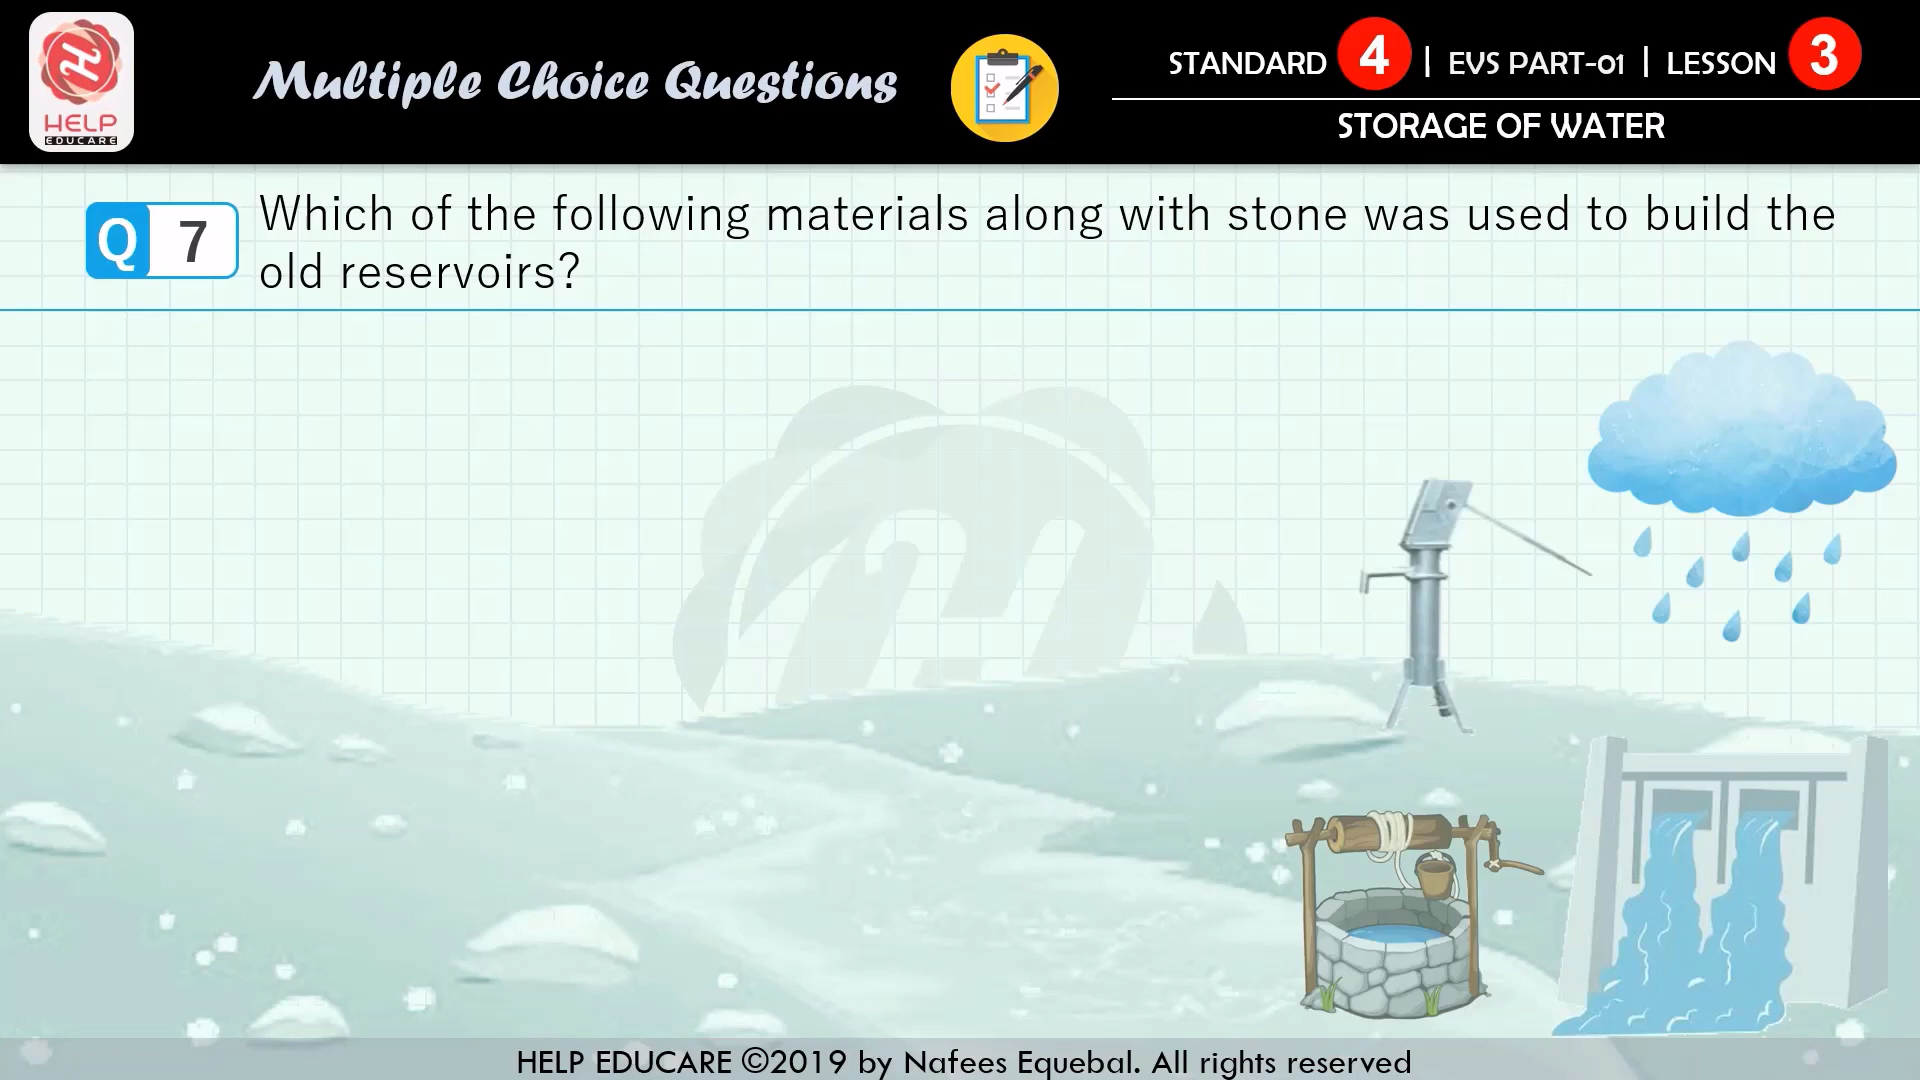 HELP
EDUCARE
Multiple Choice Questions
STANDARD 4 | EVS PART-01 | LESSON 3
STORAGE OF WATER
Q 7
Which of the following materials along with stone was used to build the
old reservoirs?
HELP EDUCARE ©2019 by Nafees Equebal. All rights reserved